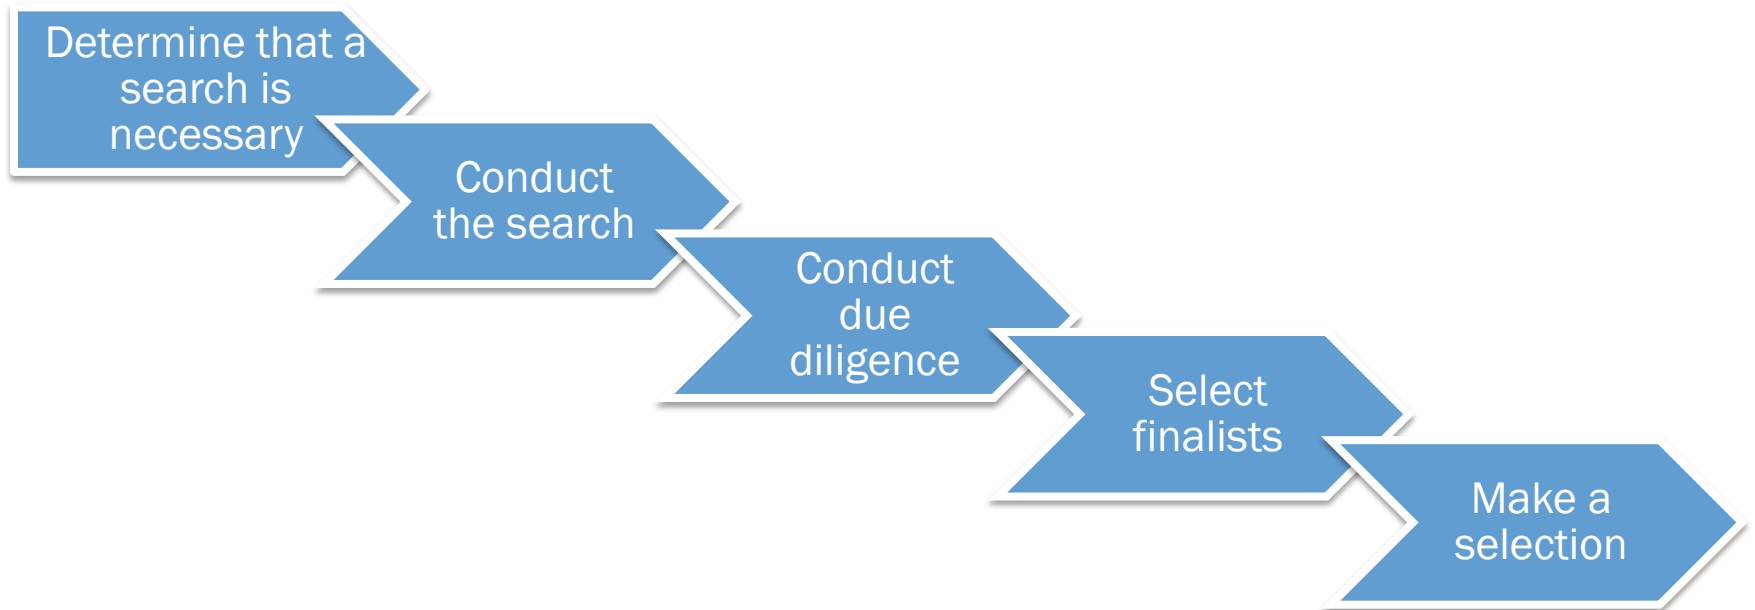 Determine that a
search is
necessary
Conduct
the search
Conduct
due
diligence
Select
finalists
Make a
selection